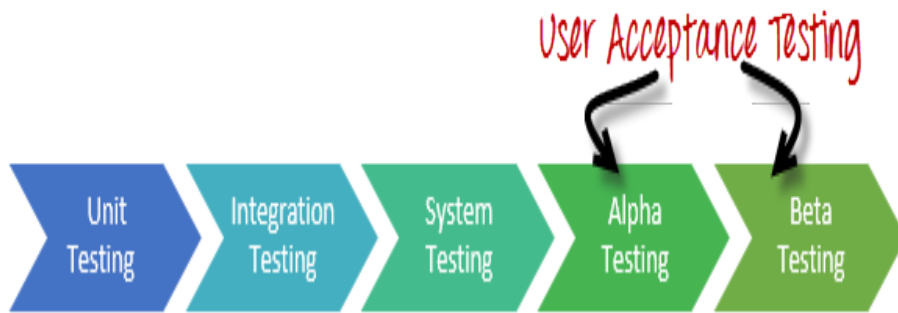 User Acceptance Testing
Unit
Testing
Integration
Testing
System
Testing
Alpha
Testing
Beta
Testing